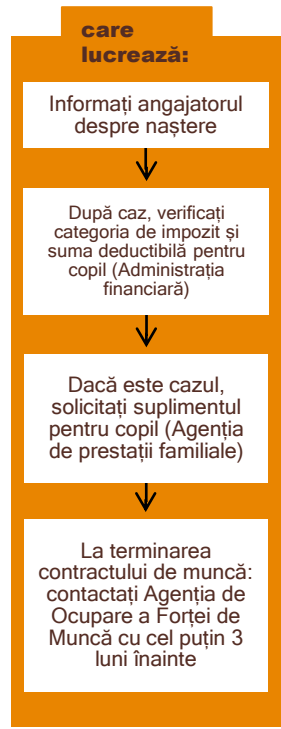 care
lucrează:
Informați angajatorul
despre naștere
După caz, verificați
categoria de impozit și
suma deductibilă pentru
copil (Administrația
financiară)
Dacă este cazul,
solicitați suplimentul
pentru copil (Agenția
de prestații familiale)
La terminarea
contractului de muncă:
contactați Agenția de
Ocupare a Forței de
Muncă cu cel puțin 3
luni înainte